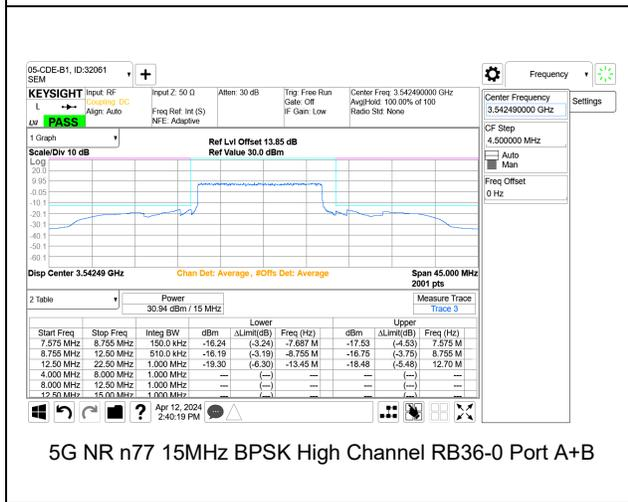 05-CDE-B1, ID:32061
SEM
Frequency
KEYSIGHT
Input: RF
Coupling: DC
Align: Auto
Input Z: 50 Ω
Freq Ref: Int (S)
NFE: Adaptive
Atten: 30 dB
Trig: Free Run
Gate: Off
IF Gain: Low
Center Freq: 3.542490000 GHz
Avg|Hold: 100.00% of 100
Radio Std: None
L
LXI PASS
Center Frequency
3.542490000 GHz
Settings
CF Step
4.500000 MHz
Auto
Man
Freq Offset
0 Hz
1 Graph
Scale/Div 10 dB
Ref Lvl Offset 13.85 dB
Ref Value 30.0 dBm
Log
20.0
9.95
-0.05
-10.1
-20.1
-30.1
-40.1
-50.1
-60.1
Disp Center 3.54249 GHz
Chan Det: Average , #Offs Det: Average
Span 45.000 MHz
2001 pts
2 Table
Power
30.94 dBm / 15 MHz
Measure Trace
Trace 3
Lower Upper
Start Freq Stop Freq Integ BW dBm ΔLimit(dB) Freq (Hz) dBm ΔLimit(dB) Freq (Hz)
7.575 MHz 8.755 MHz 150.0 kHz -16.24 (-3.24) -7.687 M -17.53 (-4.53) 7.575 M
8.755 MHz 12.50 MHz 510.0 kHz -16.19 (-3.19) -8.755 M -16.75 (-3.75) 8.755 M
12.50 MHz 22.50 MHz 1.000 MHz -19.30 (-6.30) -13.45 M -18.48 (-5.48) 12.70 M
4.000 MHz 8.000 MHz 1.000 MHz --- (---) --- --- (---) ---
8.000 MHz 12.50 MHz 1.000 MHz --- (---) --- --- (---) ---
12.50 MHz 15.00 MHz 1.000 MHz --- (---) --- --- (---) ---
Apr 12, 2024
2:40:19 PM
5G NR n77 15MHz BPSK High Channel RB36-0 Port A+B